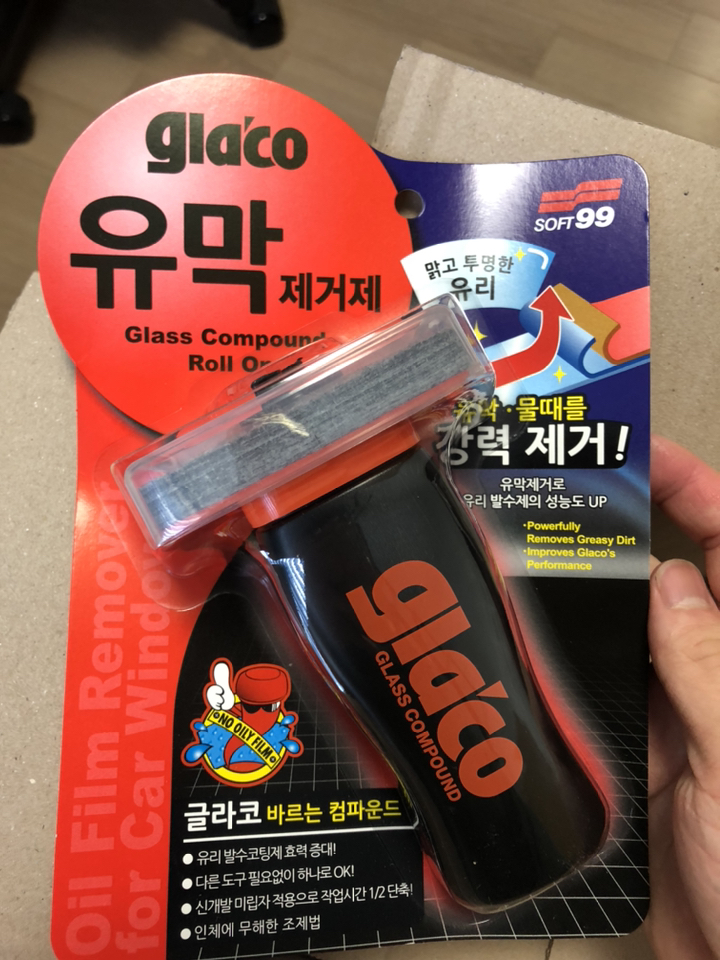 glaco
유막 제거제
Glass Compound
Roll On
SOFT99
맑고 투명한
유리
물때를
강력 제거!
유막제거로
유리 발수제의 성능도 UP
•Powerfully
Removes Greasy Dirt
•Improves Glaco's
Performance
glaco
GLASS COMPOUND
Oil Film Remover
for Car Window
NO OILY FILM
글라코 바르는 컴파운드
● 유리 발수코팅제 효력 증대!
● 다른 도구 필요없이 하나로 OK!
● 신개발 미립자 적용으로 작업시간 1/2 단축!
● 인체에 무해한 조제법